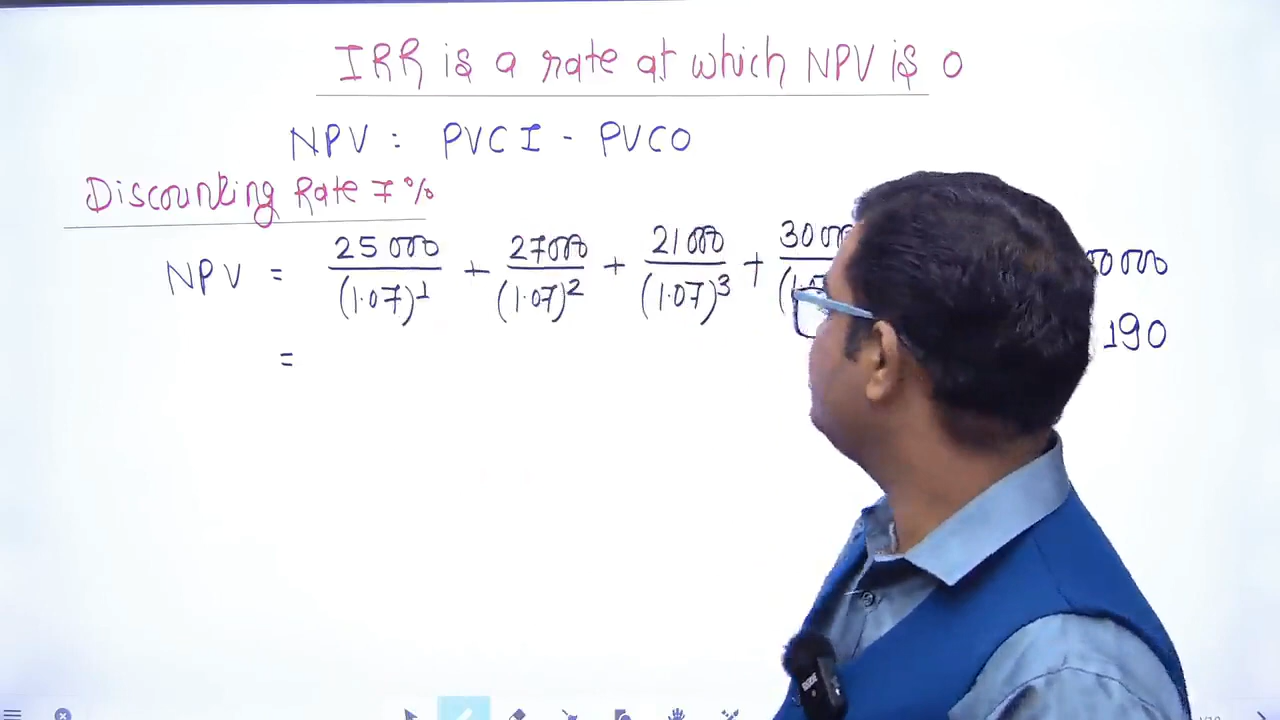 IRR is a rate at which NPV is 0
NPV : PVCI - PVCO
Discounting Rate 7%
NPV = 25000/(1.07)^1 + 27000/(1.07)^2 + 21000/(1.07)^3 +
= 190